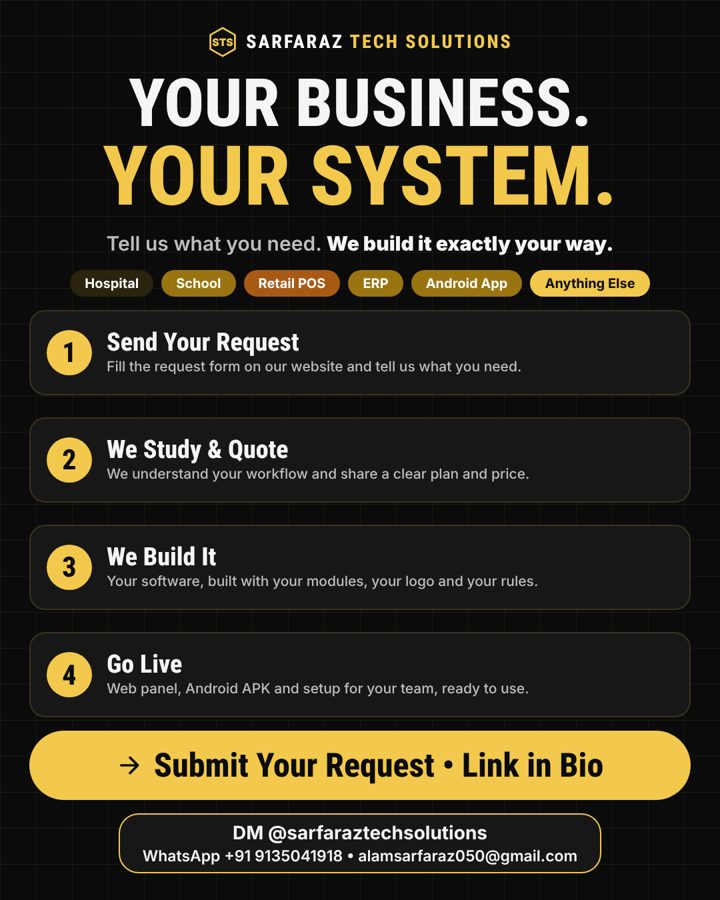 STS SARFARAZ TECH SOLUTIONS
YOUR BUSINESS.
YOUR SYSTEM.
Tell us what you need. We build it exactly your way.
Hospital School Retail POS ERP Android App Anything Else
1 Send Your Request
Fill the request form on our website and tell us what you need.
2 We Study & Quote
We understand your workflow and share a clear plan and price.
3 We Build It
Your software, built with your modules, your logo and your rules.
4 Go Live
Web panel, Android APK and setup for your team, ready to use.
→ Submit Your Request • Link in Bio
DM @sarfaraztechsolutions
WhatsApp +91 9135041918 • alamsarfaraz050@gmail.com